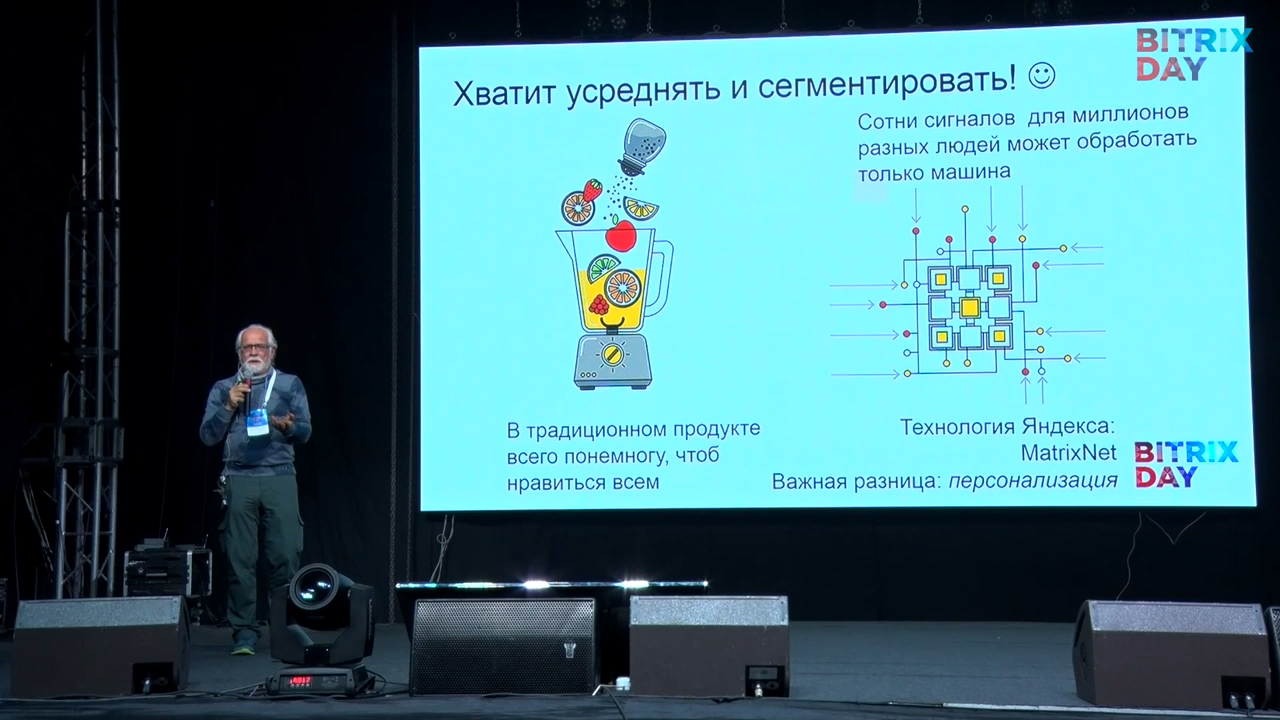 BITRIX
DAY
Хватит усреднять и сегментировать! ☺
Сотни сигналов для миллионов
разных людей может обработать
только машина
В традиционном продукте
всего понемногу, чтоб
нравиться всем
Технология Яндекса:
MatrixNet
Важная разница: персонализация
BITRIX
DAY